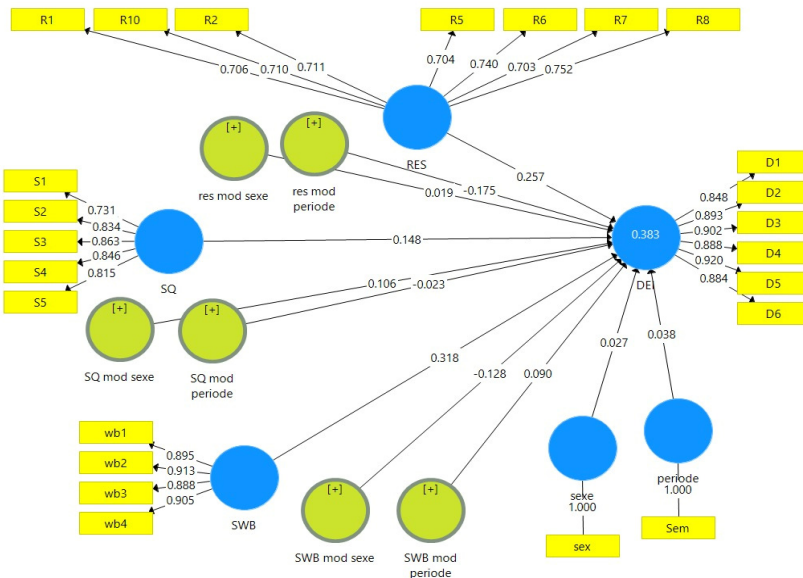 R1
R10
R2
R5
R6
R7
R8
0.706
0.710
0.711
0.704
0.740
0.703
0.752
RES
[+]
res mod sexe
[+]
res mod
periode
0.257
0.019
-0.175
S1
S2
S3
S4
S5
0.731
0.834
0.863
0.846
0.815
SQ
0.148
0.383
DEI
D1
D2
D3
D4
D5
D6
0.848
0.893
0.902
0.888
0.920
0.884
[+]
SQ mod sexe
[+]
SQ mod
periode
0.106
-0.023
0.318
-0.128
0.090
0.027
0.038
wb1
wb2
wb3
wb4
0.895
0.913
0.888
0.905
SWB
[+]
SWB mod sexe
[+]
SWB mod
periode
sexe
1.000
sex
periode
1.000
Sem